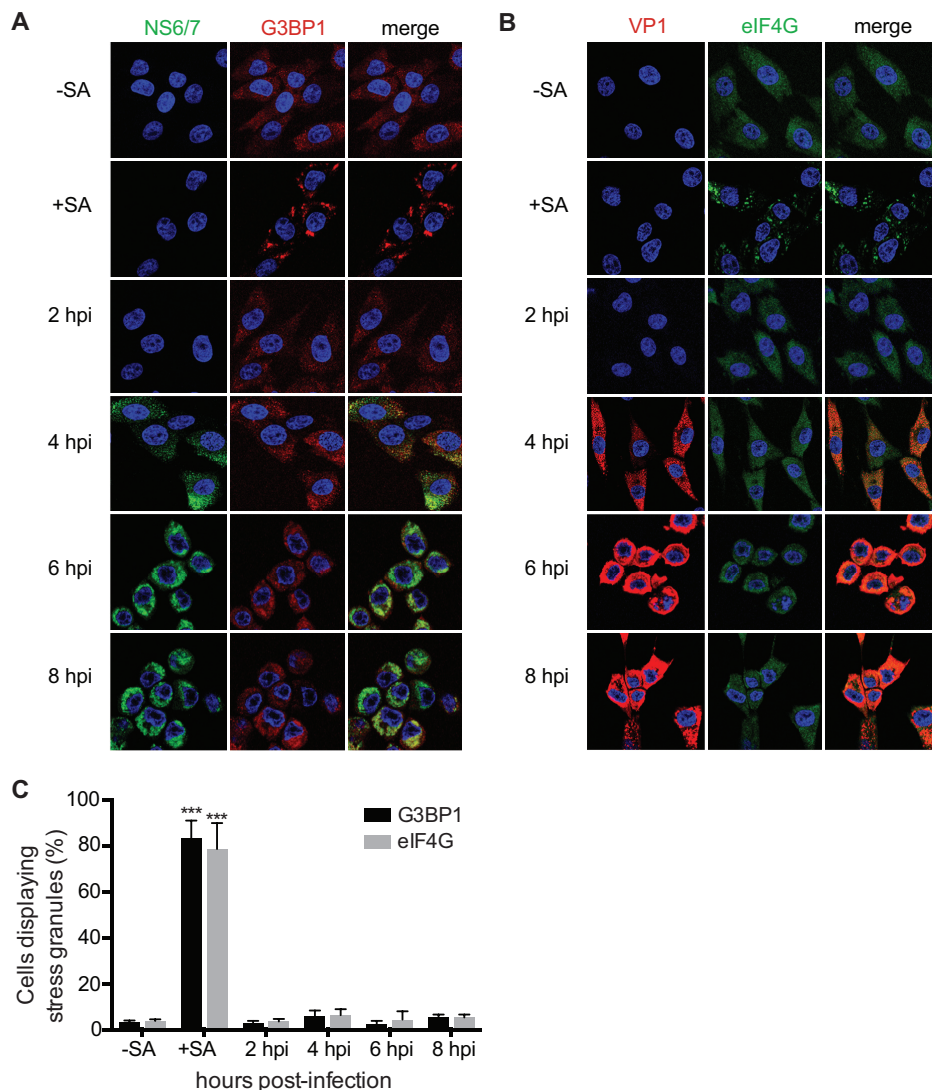 A
NS6/7 G3BP1 merge
-SA
+SA
2 hpi
4 hpi
6 hpi
8 hpi
B
VP1 eIF4G merge
-SA
+SA
2 hpi
4 hpi
6 hpi
8 hpi
C
Cells displaying
stress granules (%)
100
80
60
40
20
0
*** ***
G3BP1
eIF4G
-SA +SA 2 hpi 4 hpi 6 hpi 8 hpi
hours post-infection